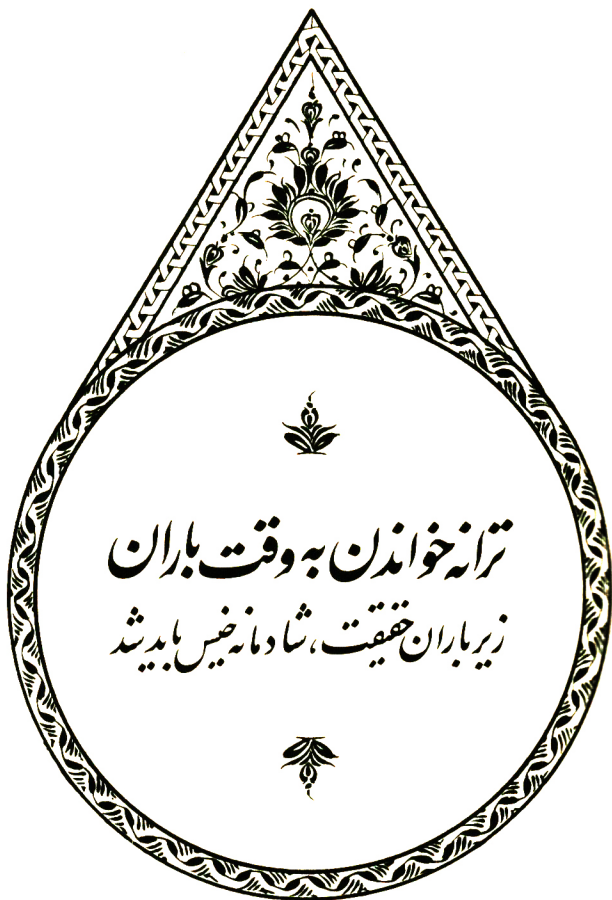 ترانه خواندن به وقت باران
زیر باران حقیقت، شادمانه خیس باید شد